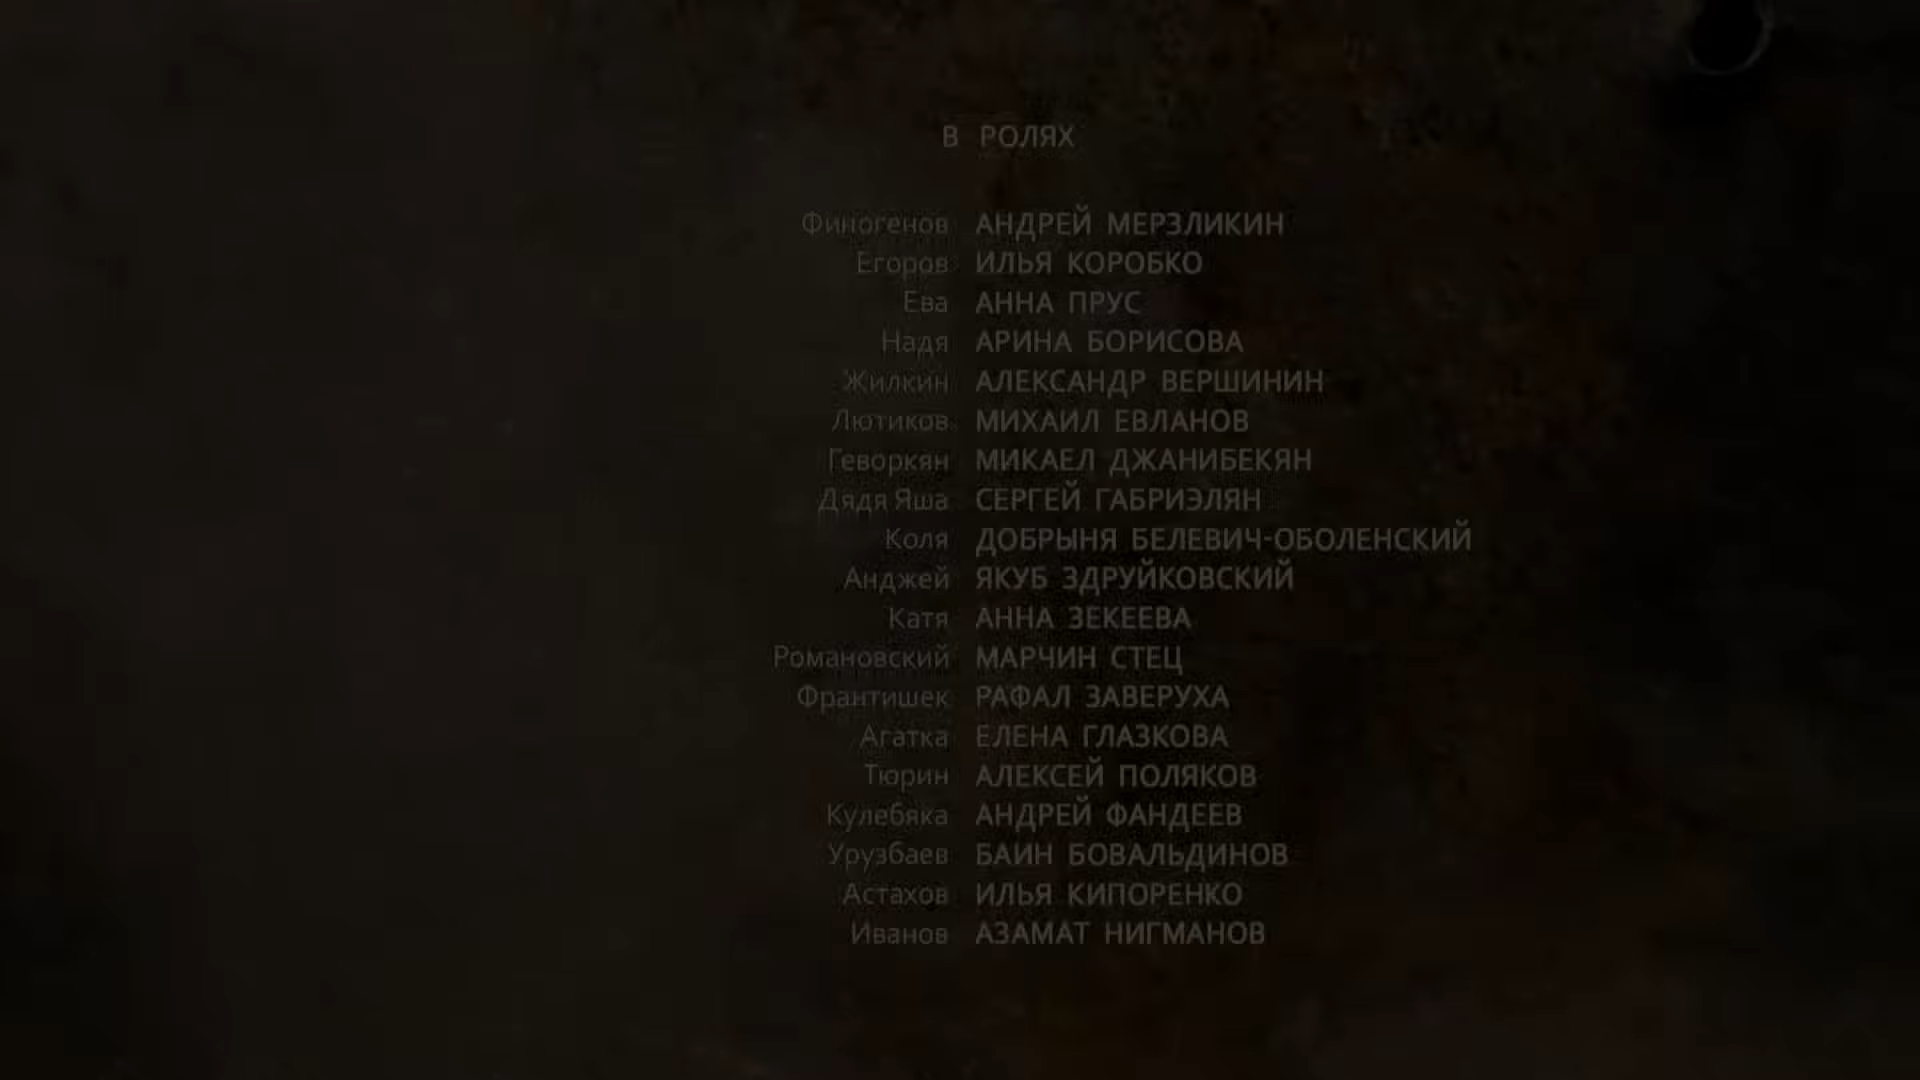 В РОЛЯХ
Финогенов АНДРЕЙ МЕРЗЛИКИН
Егоров ИЛЬЯ КОРОБКО
Ева АННА ПРУС
Надя АРИНА БОРИСОВА
Жилкин АЛЕКСАНДР ВЕРШИНИН
Лютиков МИХАИЛ ЕВЛАНОВ
Геворкян МИКАЕЛ ДЖАНИБЕКЯН
Дядя Яша СЕРГЕЙ ГАБРИЭЛЯН
Коля ДОБРЫНЯ БЕЛЕВИЧ-ОБОЛЕНСКИЙ
Анджей ЯКУБ ЗДРУЙКОВСКИЙ
Катя АННА ЗЕКЕЕВА
Романовский МАРЧИН СТЕЦ
Франтишек РАФАЛ ЗАВЕРУХА
Агатка ЕЛЕНА ГЛАЗКОВА
Тюрин АЛЕКСЕЙ ПОЛЯКОВ
Кулебяка АНДРЕЙ ФАНДЕЕВ
Урузбаев БАИН БОВАЛЬДИНОВ
Астахов ИЛЬЯ КИПОРЕНКО
Иванов АЗАМАТ НИГМАНОВ